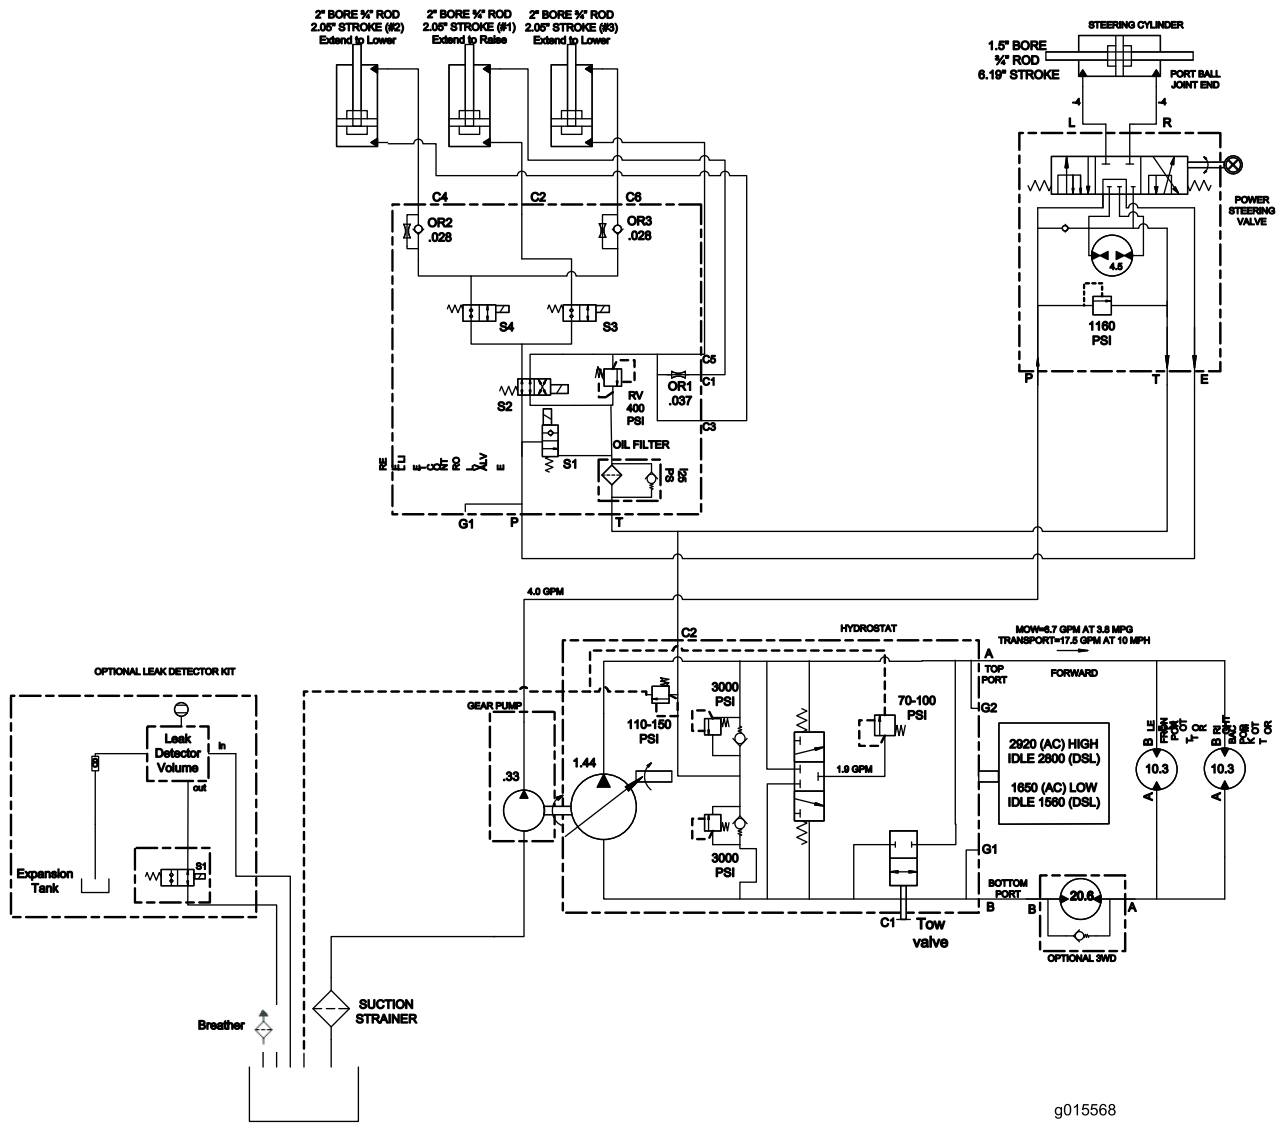 2" BORE ¾" ROD
2.05" STROKE (#2)
Extend to Lower
2" BORE ¾" ROD
2.05" STROKE (#1)
Extend to Raise
2" BORE ¾" ROD
2.05" STROKE (#3)
Extend to Lower
STEERING CYLINDER
1.5" BORE
¾" ROD
6.19" STROKE
PORT BALL
JOINT END
-4
-4
L
R
POWER
STEERING
VALVE
4.5
1160
PSI
P
T
E
C4
C2
C6
OR2
.028
OR3
.028
S4
S3
S2
RV
400
PSI
OR1
.037
C5
C1
C3
S1
OIL FILTER
G1
P
T
4.0 GPM
C2
HYDROSTAT
MOW=6.7 GPM AT 3.8 MPG
TRANSPORT=17.5 GPM AT 10 MPH
A
TOP
PORT
FORWARD
G2
OPTIONAL LEAK DETECTOR KIT
Leak
Detector
Volume
in
out
S1
Expansion
Tank
GEAR PUMP
.33
1.44
110-150
PSI
3000
PSI
3000
PSI
70-100
PSI
1.9 GPM
2920 (AC) HIGH
IDLE 2800 (DSL)
1650 (AC) LOW
IDLE 1560 (DSL)
B
B
10.3
10.3
A
A
G1
BOTTOM
PORT
B
C1
Tow
valve
B
20.6
A
OPTIONAL 3WD
Breather
SUCTION
STRAINER
g015568